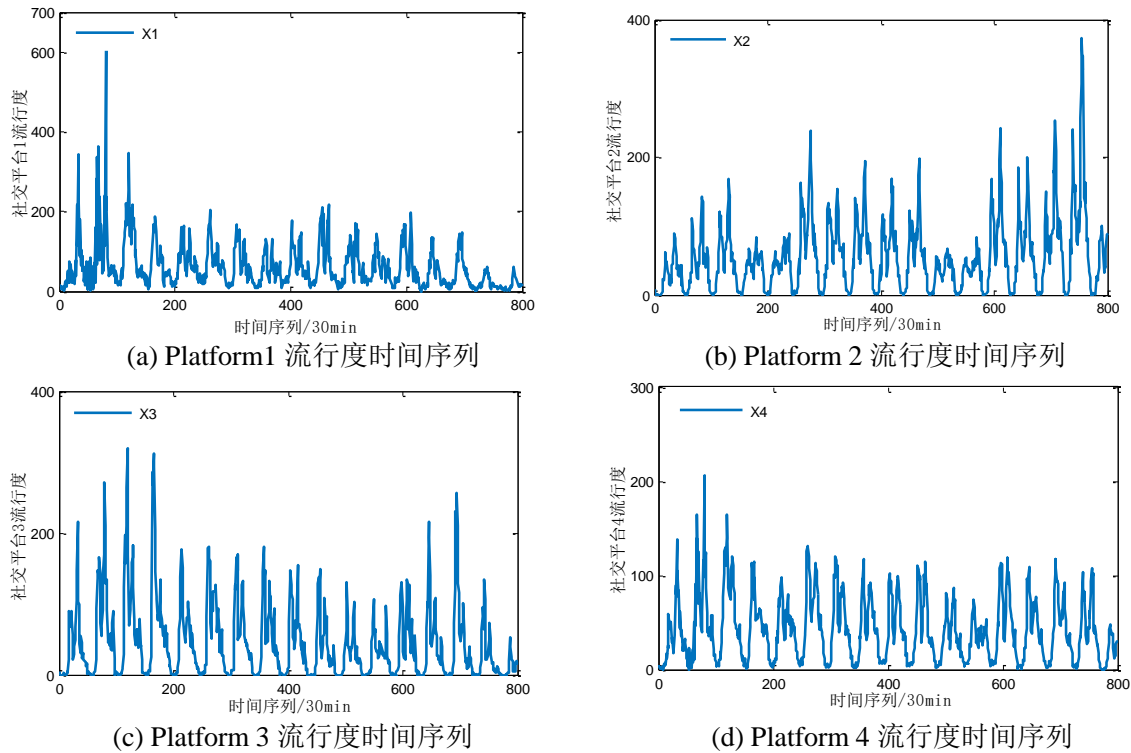 700
600
400
200
0
0
200
400
600
800
X1
社交平台1流行度
时间序列/30min
(a) Platform1 流行度时间序列
400
200
0
0
200
400
600
800
X2
社交平台2流行度
时间序列/30min
(b) Platform 2 流行度时间序列
400
200
0
0
200
400
600
800
X3
社交平台3流行度
时间序列/30min
(c) Platform 3 流行度时间序列
300
200
100
0
0
200
400
600
800
X4
社交平台4流行度
时间序列/30min
(d) Platform 4 流行度时间序列